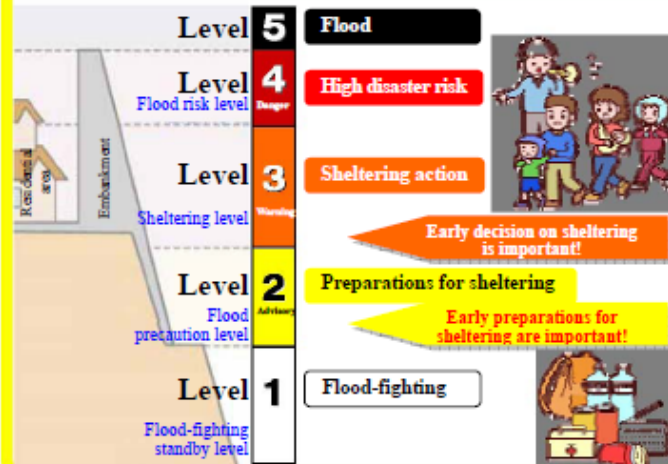 Level 5 Flood
Level 4 High disaster risk
Flood risk level Danger
Residential
area
Embankment
Level 3 Sheltering action
Sheltering level Warning
Early decision on sheltering
is important!
Level 2 Preparations for sheltering
Advisory
Flood
precaution level
Early preparations for
sheltering are important!
Level 1 Flood-fighting
Flood-fighting
standby level